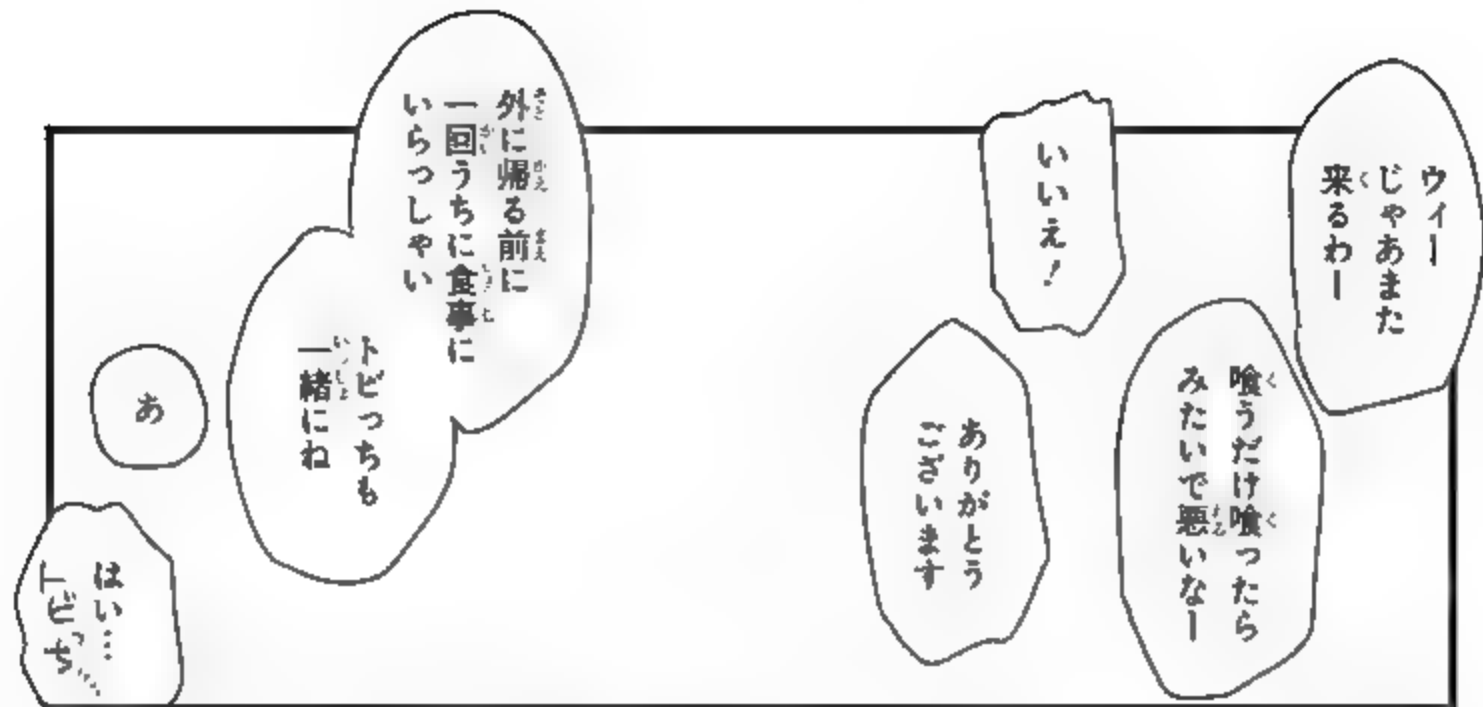 ウィー
じゃあまた
来るわー
喰うだけ喰ったら
みたいで悪いなー
いいえ!
ありがとう
ございます
外に帰る前に
一回うちに食事に
いらっしゃい
トビっちも
一緒にね
あ
はい…
トビっち…